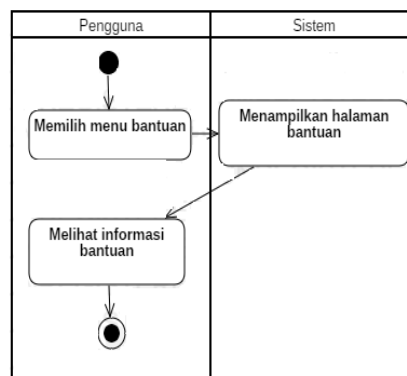 Pengguna
Sistem
Memilih menu bantuan
Menampilkan halaman
bantuan
Melihat informasi
bantuan